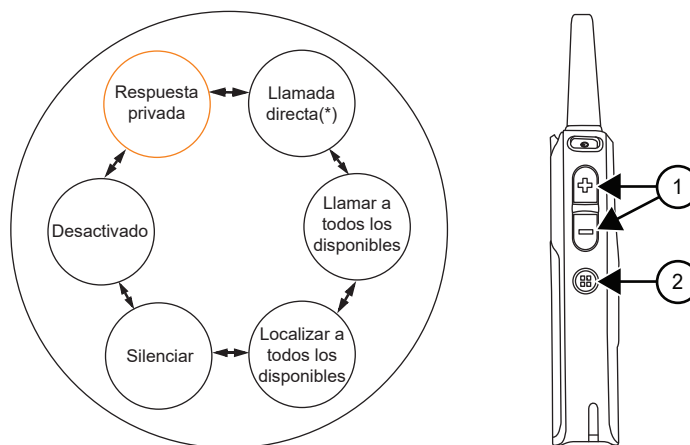 Respuesta
privada
Llamada
directa(*)
Llamar a
todos los
disponibles
Localizar a
todos los
disponibles
Silenciar
Desactivado
1
2